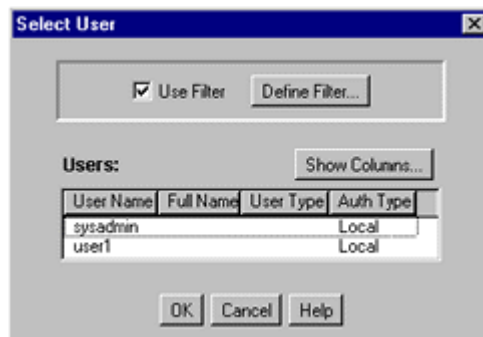 Select User
Use Filter Define Filter...
Users: Show Columns...
User Name Full Name User Type Auth Type
sysadmin Local
user1 Local
OK Cancel Help